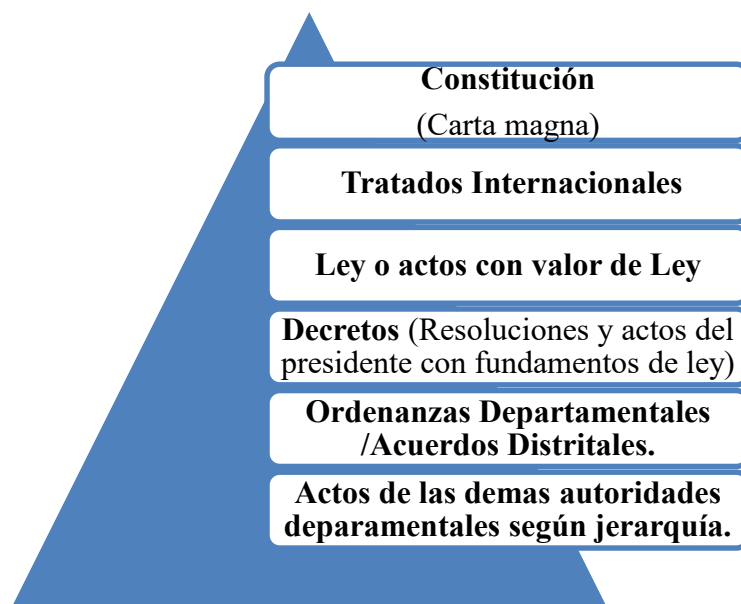 Constitución
(Carta magna)
Tratados Internacionales
Ley o actos con valor de Ley
Decretos (Resoluciones y actos del
presidente con fundamentos de ley)
Ordenanzas Departamentales
/Acuerdos Distritales.
Actos de las demas autoridades
deparamentales según jerarquía.